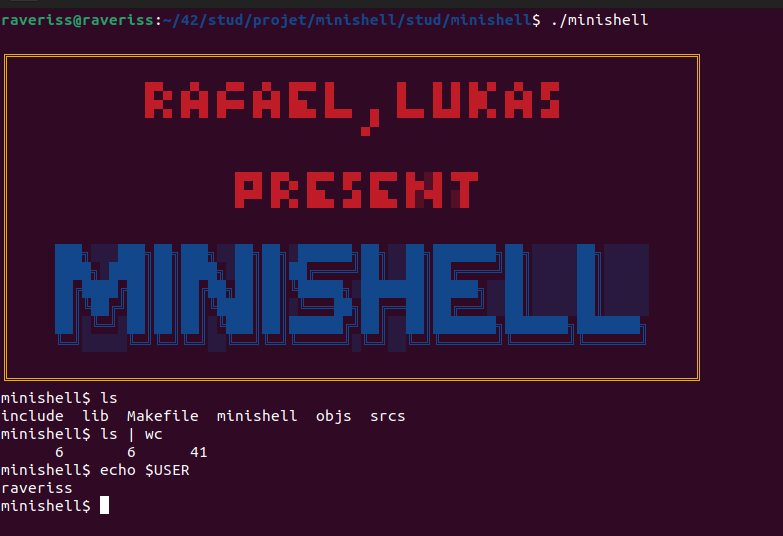 raveriss@raveriss:~/42/stud/projet/minishell/stud/minishell$ ./minishell
RAFAEL,LUKAS
PRESENT
MINISHELL
minishell$ ls
include  lib  Makefile  minishell  objs  srcs
minishell$ ls | wc
      6       6      41
minishell$ echo $USER
raveriss
minishell$